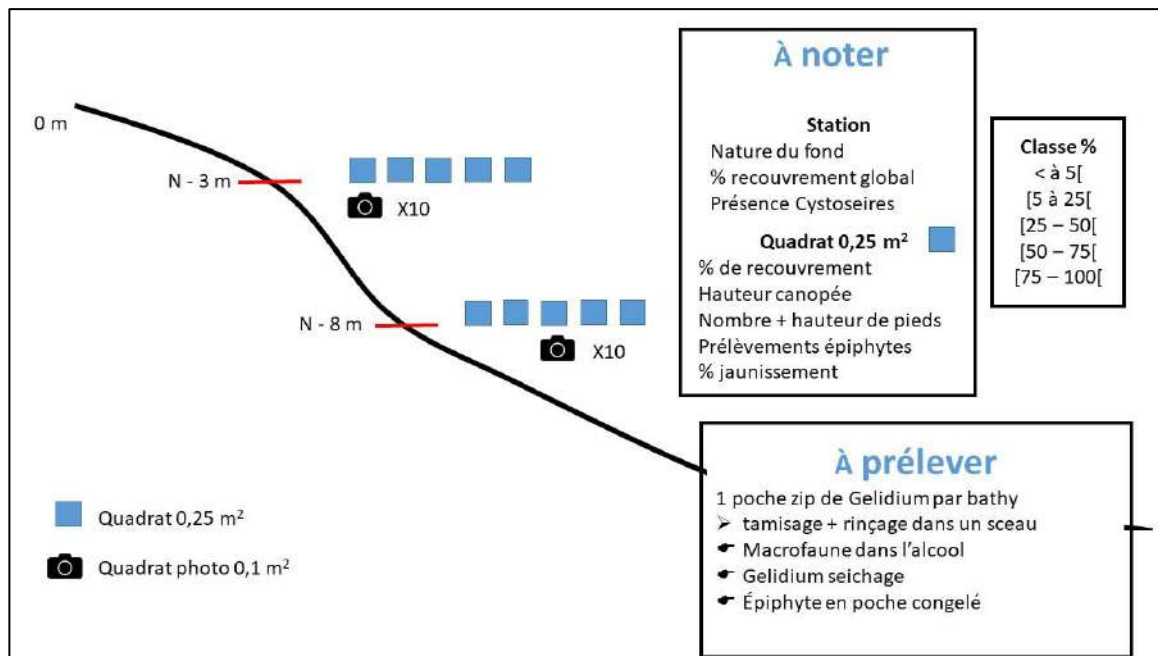 0 m
N - 3 m
X10
N - 8 m
X10
Quadrat 0,25 m²
Quadrat photo 0,1 m²
À noter
Station
Nature du fond
% recouvrement global
Présence Cystoseires
Quadrat 0,25 m²
% de recouvrement
Hauteur canopée
Nombre + hauteur de pieds
Prélèvements épiphytes
% jaunissement
Classe %
< à 5[
[5 à 25[
[25 – 50[
[50 – 75[
[75 – 100[
À prélever
1 poche zip de Gelidium par bathy
➢ tamisage + rinçage dans un sceau
☛ Macrofaune dans l'alcool
☛ Gelidium seichage
☛ Épiphyte en poche congelé